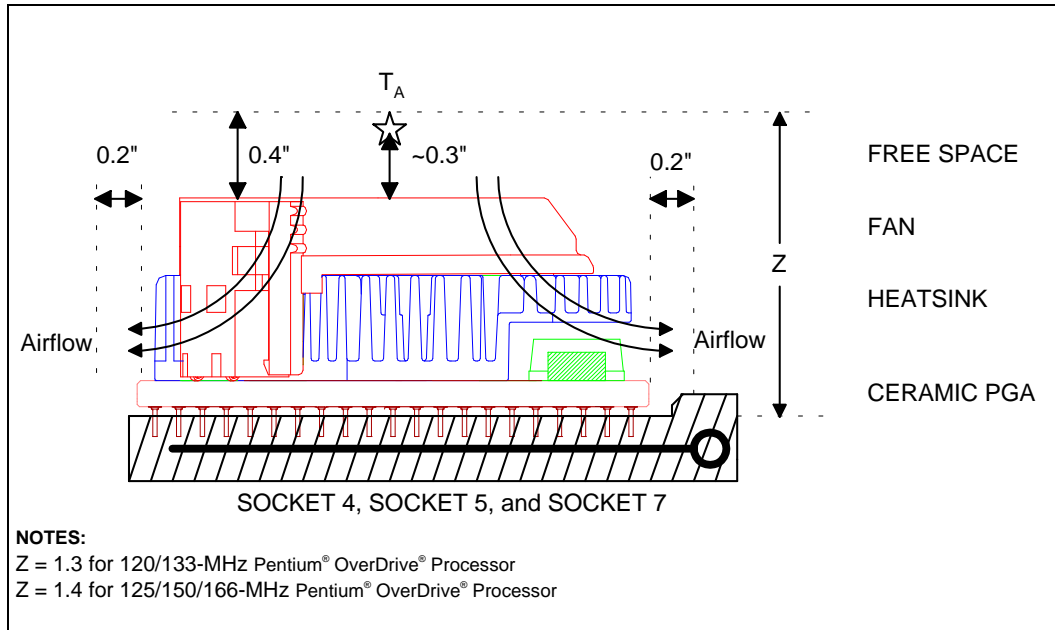 T_A
0.2"
0.4"
~0.3"
0.2"
FREE SPACE
FAN
Z
HEATSINK
Airflow
Airflow
CERAMIC PGA
SOCKET 4, SOCKET 5, and SOCKET 7
NOTES:
Z = 1.3 for 120/133-MHz Pentium® OverDrive® Processor
Z = 1.4 for 125/150/166-MHz Pentium® OverDrive® Processor